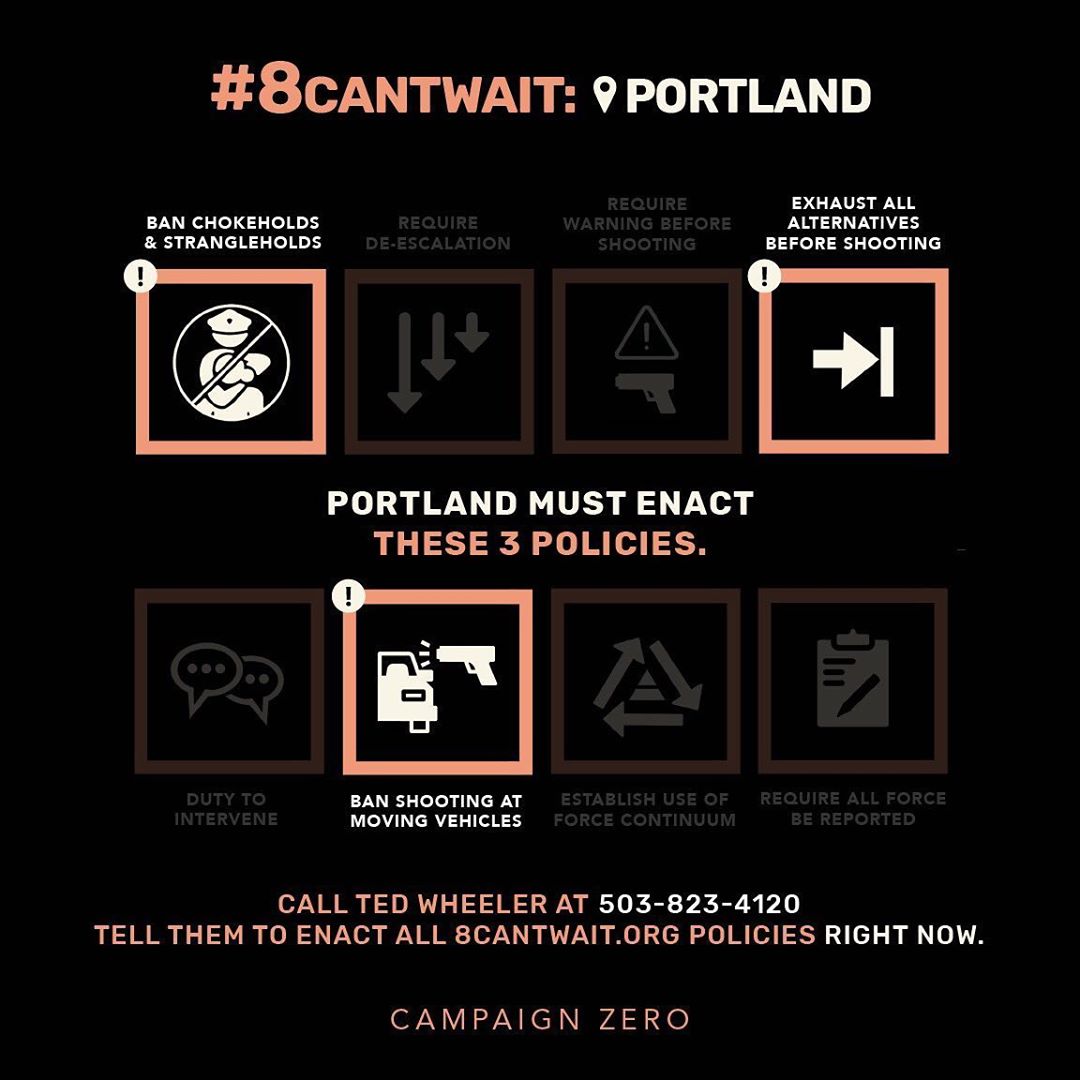 #8CANTWAIT: PORTLAND
BAN CHOKEHOLDS
& STRANGLEHOLDS
REQUIRE
DE-ESCALATION
REQUIRE
WARNING BEFORE
SHOOTING
EXHAUST ALL
ALTERNATIVES
BEFORE SHOOTING
!
!
!
PORTLAND MUST ENACT
THESE 3 POLICIES.
!
DUTY TO
INTERVENE
BAN SHOOTING AT
MOVING VEHICLES
ESTABLISH USE OF
FORCE CONTINUUM
REQUIRE ALL FORCE
BE REPORTED
CALL TED WHEELER AT 503-823-4120
TELL THEM TO ENACT ALL 8CANTWAIT.ORG POLICIES RIGHT NOW.
CAMPAIGN ZERO